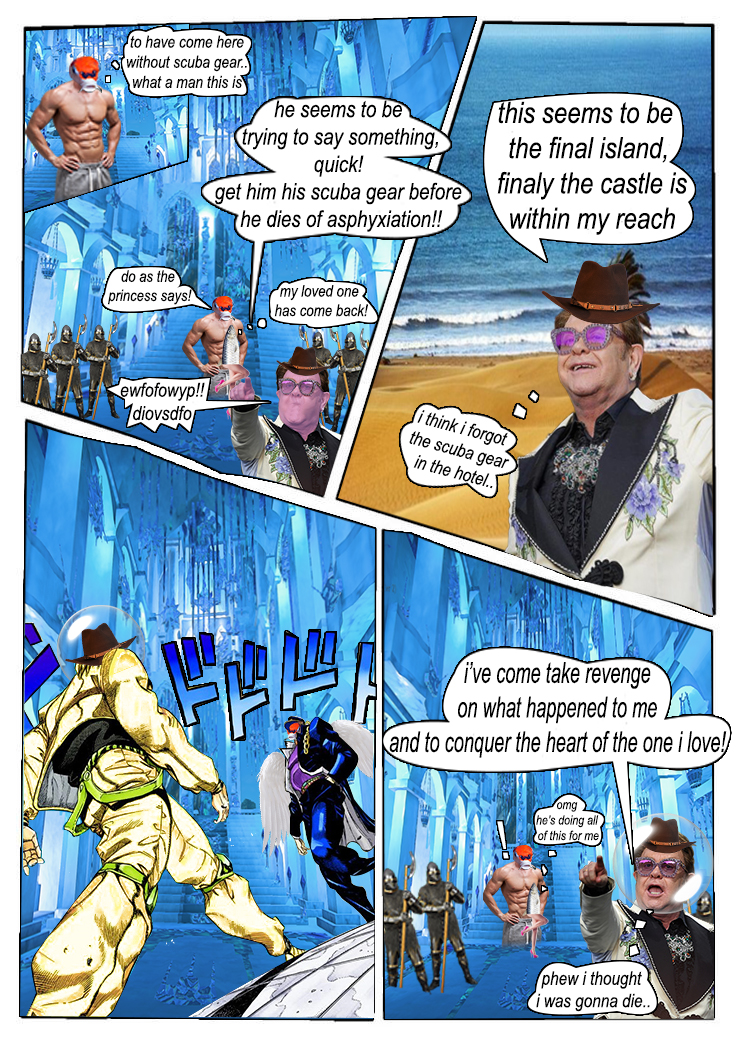 this seems to be
the final island,
finaly the castle is
within my reach
i think i forgot
the scuba gear
in the hotel..
to have come here
without scuba gear..
what a man this is
he seems to be
trying to say something,
quick!
get him his scuba gear before
he dies of asphyxiation!!
my loved one
has come back!
do as the
princess says!
ewfofowyp!!
diovsdfo
i've come take revenge
on what happened to me
and to conquer the heart of the one i love!
omg
he's doing all
of this for me
!
phew i thought
i was gonna die..
ドドド